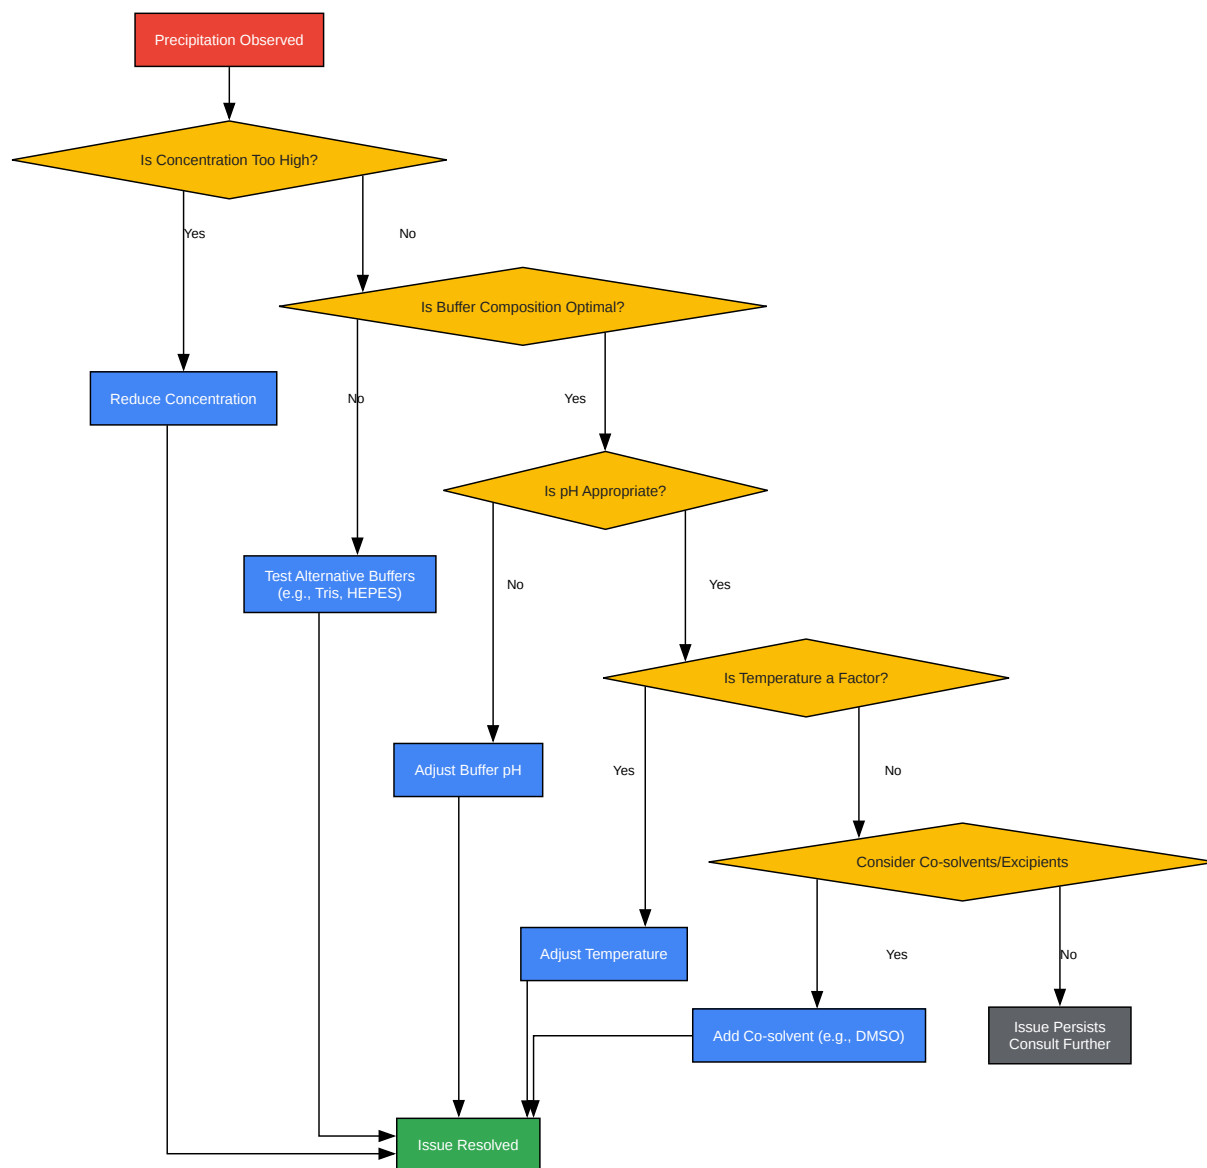 Precipitation Observed
Is Concentration Too High?
Yes
No
Is Buffer Composition Optimal?
Reduce Concentration
No
Yes
Is pH Appropriate?
Test Alternative Buffers
(e.g., Tris, HEPES)
No
Yes
Is Temperature a Factor?
Adjust Buffer pH
Yes
No
Consider Co-solvents/Excipients
Adjust Temperature
Yes
No
Add Co-solvent (e.g., DMSO)
Issue Persists
Consult Further
Issue Resolved